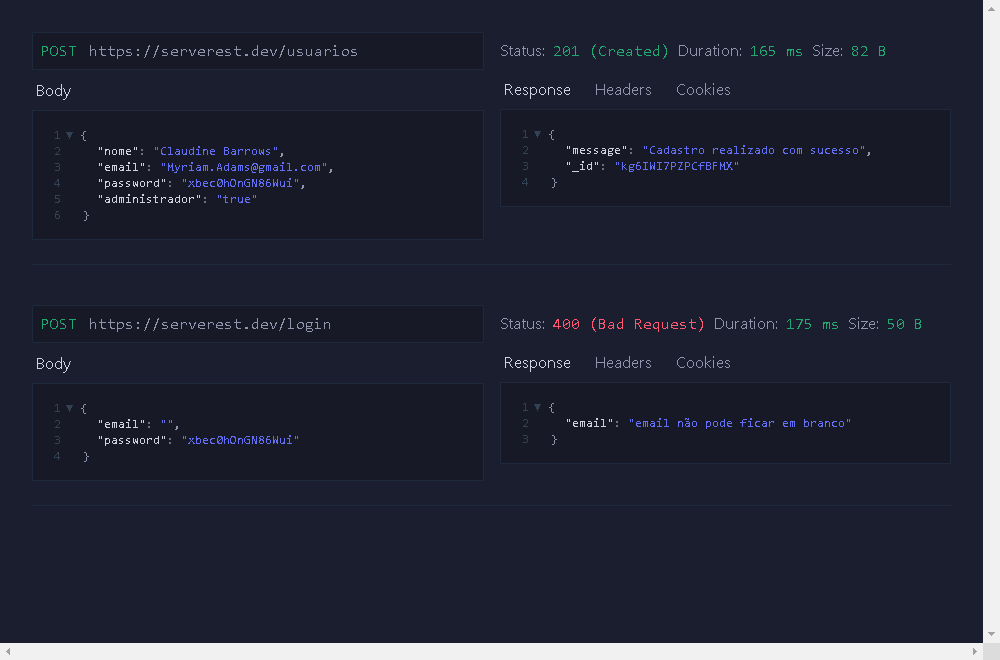 POST https://serverest.dev/usuarios
Status: 201 (Created) Duration: 165 ms Size: 82 B
Body
1 ▼ {
2 "nome": "Claudine Barrows",
3 "email": "Myriam.Adams@gmail.com",
4 "password": "xbec0hOnGN86Wui",
5 "administrador": "true"
6 }
Response Headers Cookies
1 ▼ {
2 "message": "Cadastro realizado com sucesso",
3 "_id": "kg6IWI7PZPCfBFMX"
4 }
POST https://serverest.dev/login
Status: 400 (Bad Request) Duration: 175 ms Size: 50 B
Body
1 ▼ {
2 "email": "",
3 "password": "xbec0hOnGN86Wui"
4 }
Response Headers Cookies
1 ▼ {
2 "email": "email não pode ficar em branco"
3 }